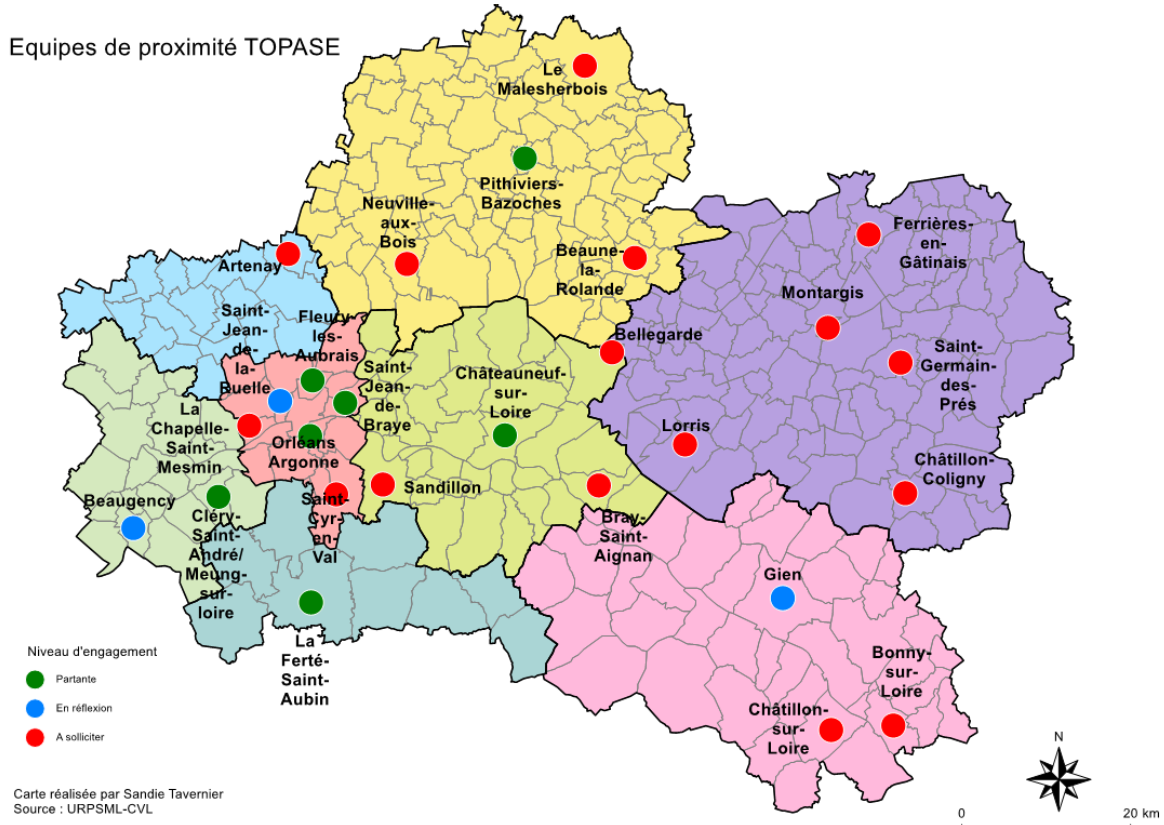 Equipes de proximité TOPASE
Le
Malesherbois
Pithiviers-
Bazoches
Neuville-
aux-
Bois
Beaune-
la-
Rolande
Ferrières-
en-
Gâtinais
Artenay
Montargis
Saint-
Jean-
de-
la-
Ruelle
Fleury-
les-
Aubrais
Bellegarde
Saint-
Germain-
des-
Prés
Saint-
Jean-
de-
Braye
Châteauneuf-
sur-
Loire
La
Chapelle-
Saint-
Mesmin
Orléans
Argonne
Lorris
Châtillon-
Coligny
Beaugency
Sandillon
Saint-
Cyr-
en-
Val
Cléry-
Saint-
André/
Meung-
sur-
loire
Bray-
Saint-
Aignan
Gien
La
Ferté-
Saint-
Aubin
Bonny-
sur-
Loire
Châtillon-
sur-
Loire
Niveau d'engagement
Partante
En réflexion
A solliciter
Carte réalisée par Sandie Tavernier
Source : URPSML-CVL
N
0 20 km